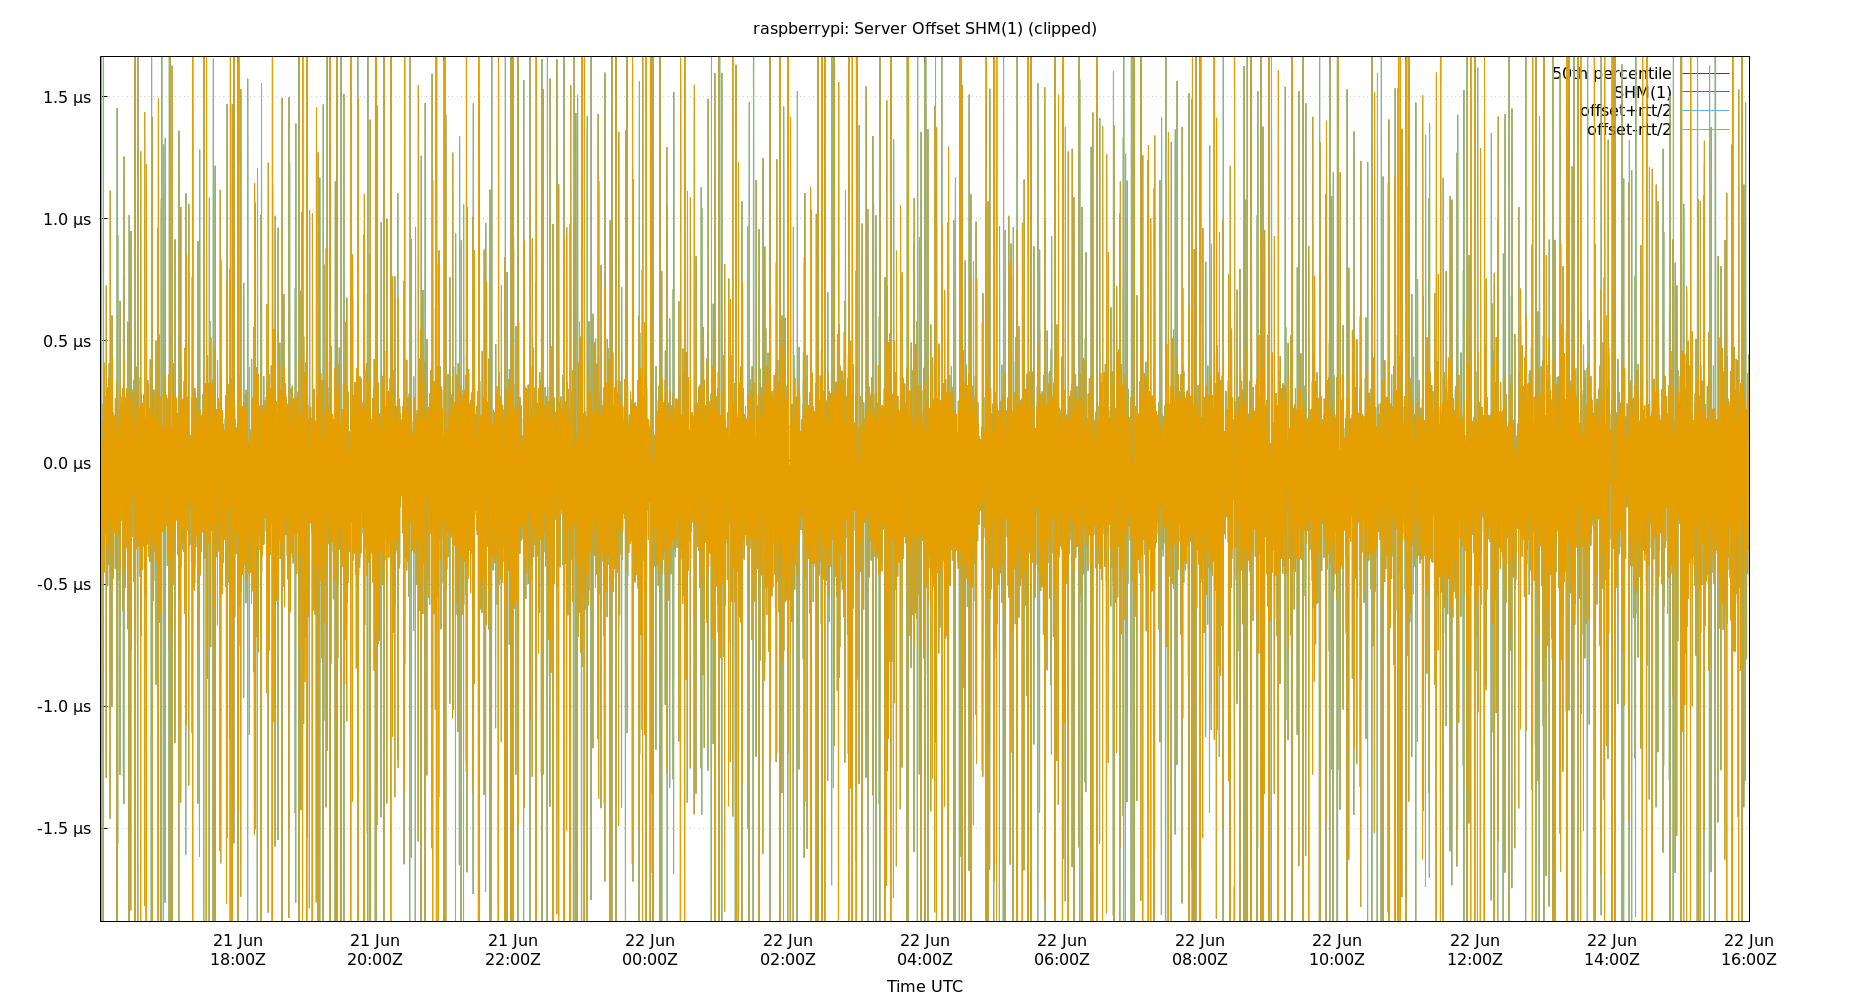 raspberrypi: Server Offset SHM(1) (clipped)
50th percentile
SHM(1)
offset+rtt/2
offset-rtt/2
1.5 µs
1.0 µs
0.5 µs
0.0 µs
-0.5 µs
-1.0 µs
-1.5 µs
21 Jun 21 Jun 21 Jun 22 Jun 22 Jun 22 Jun 22 Jun 22 Jun 22 Jun 22 Jun 22 Jun 22 Jun
18:00Z 20:00Z 22:00Z 00:00Z 02:00Z 04:00Z 06:00Z 08:00Z 10:00Z 12:00Z 14:00Z 16:00Z
Time UTC